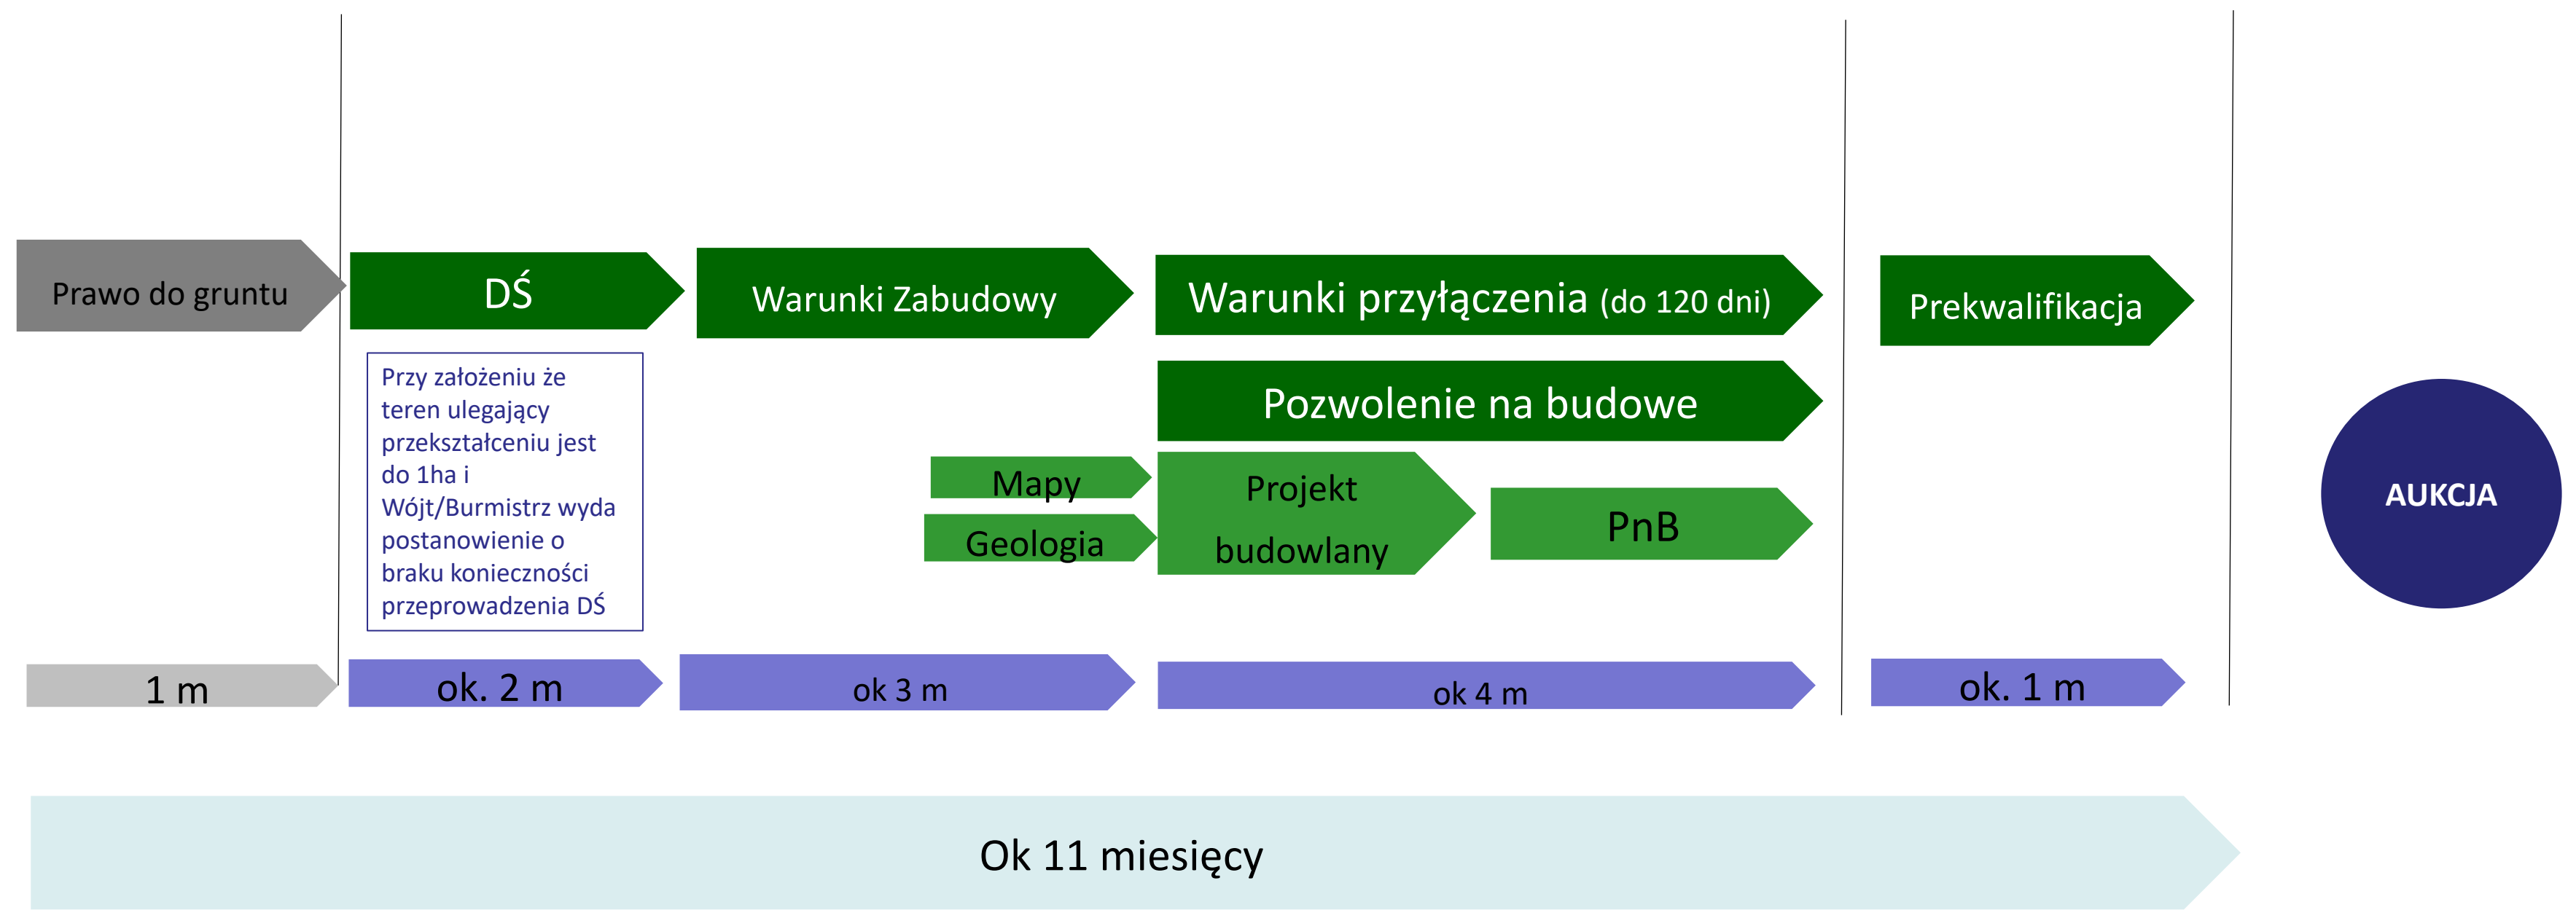 Prawo do gruntu
DŚ
Warunki Zabudowy
Warunki przyłączenia (do 120 dni)
Prekwalifikacja
Przy założeniu że
teren ulegający
przekształceniu jest
do 1ha i
Wójt/Burmistrz wyda
postanowienie o
braku konieczności
przeprowadzenia DŚ
Pozwolenie na budowe
Mapy
Geologia
Projekt
budowlany
PnB
AUKCJA
1 m
ok. 2 m
ok 3 m
ok 4 m
ok. 1 m
Ok 11 miesięcy